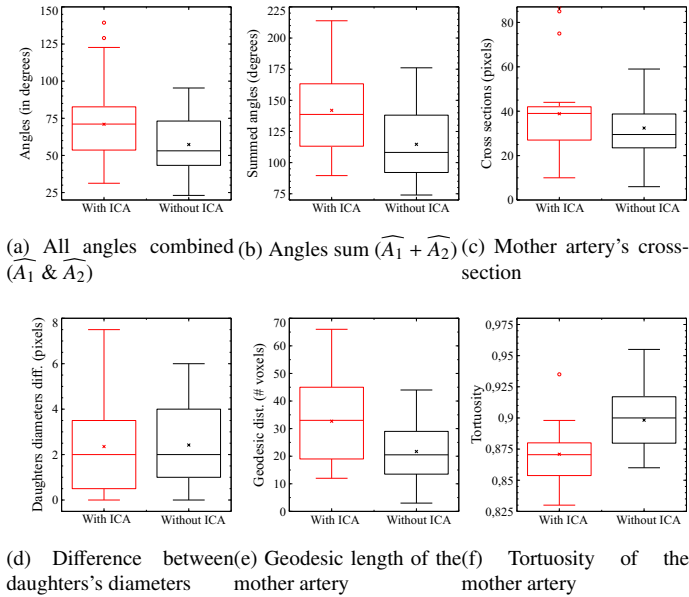 150
125
100
75
50
25
Angles (in degrees)
With ICA
Without ICA
225
200
175
150
125
100
75
Summed angles (degrees)
With ICA
Without ICA
80
60
40
20
0
Cross sections (pixels)
With ICA
Without ICA
(a) All angles combined
(Â₁ & Â₂)
(b) Angles sum (Â₁ + Â₂)
(c) Mother artery's cross-
section
8
6
4
2
0
Daughters diameters diff. (pixels)
With ICA
Without ICA
70
60
50
40
30
20
10
0
Geodesic dist. (# voxels)
With ICA
Without ICA
0,975
0,95
0,925
0,9
0,875
0,85
0,825
Tortuosity
With ICA
Without ICA
(d) Difference between
daughters's diameters
(e) Geodesic length of the
mother artery
(f) Tortuosity of the
mother artery